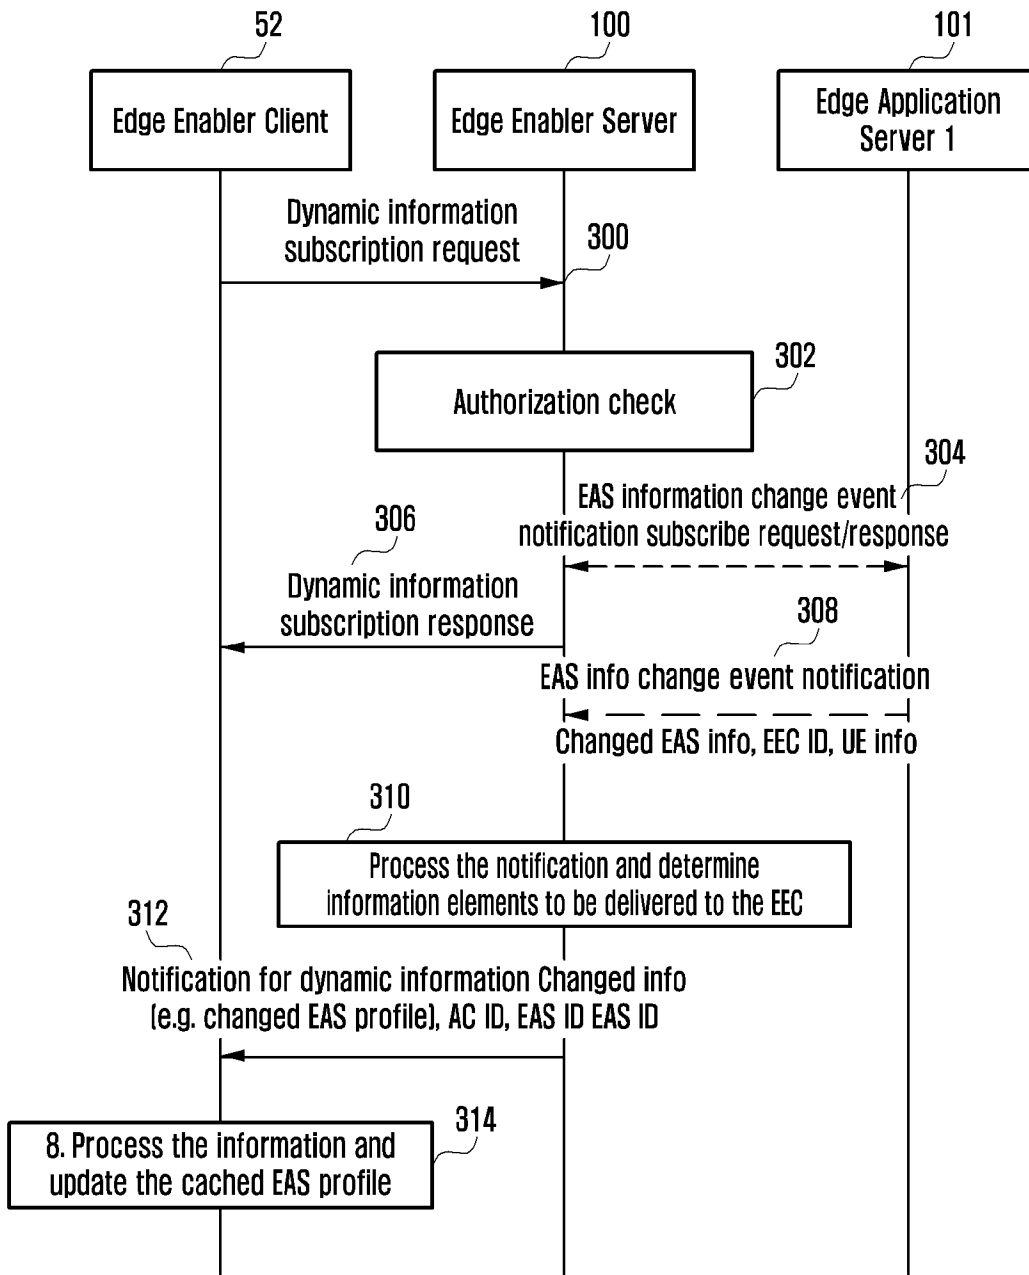 52
100
101
Edge Enabler Client
Edge Enabler Server
Edge Application
Server 1
Dynamic information
subscription request
300
302
Authorization check
304
EAS information change event
notification subscribe request/response
306
Dynamic information
subscription response
308
EAS info change event notification
Changed EAS info, EEC ID, UE info
310
Process the notification and determine
information elements to be delivered to the EEC
312
Notification for dynamic information Changed info
(e.g. changed EAS profile), AC ID, EAS ID EAS ID
314
8. Process the information and
update the cached EAS profile